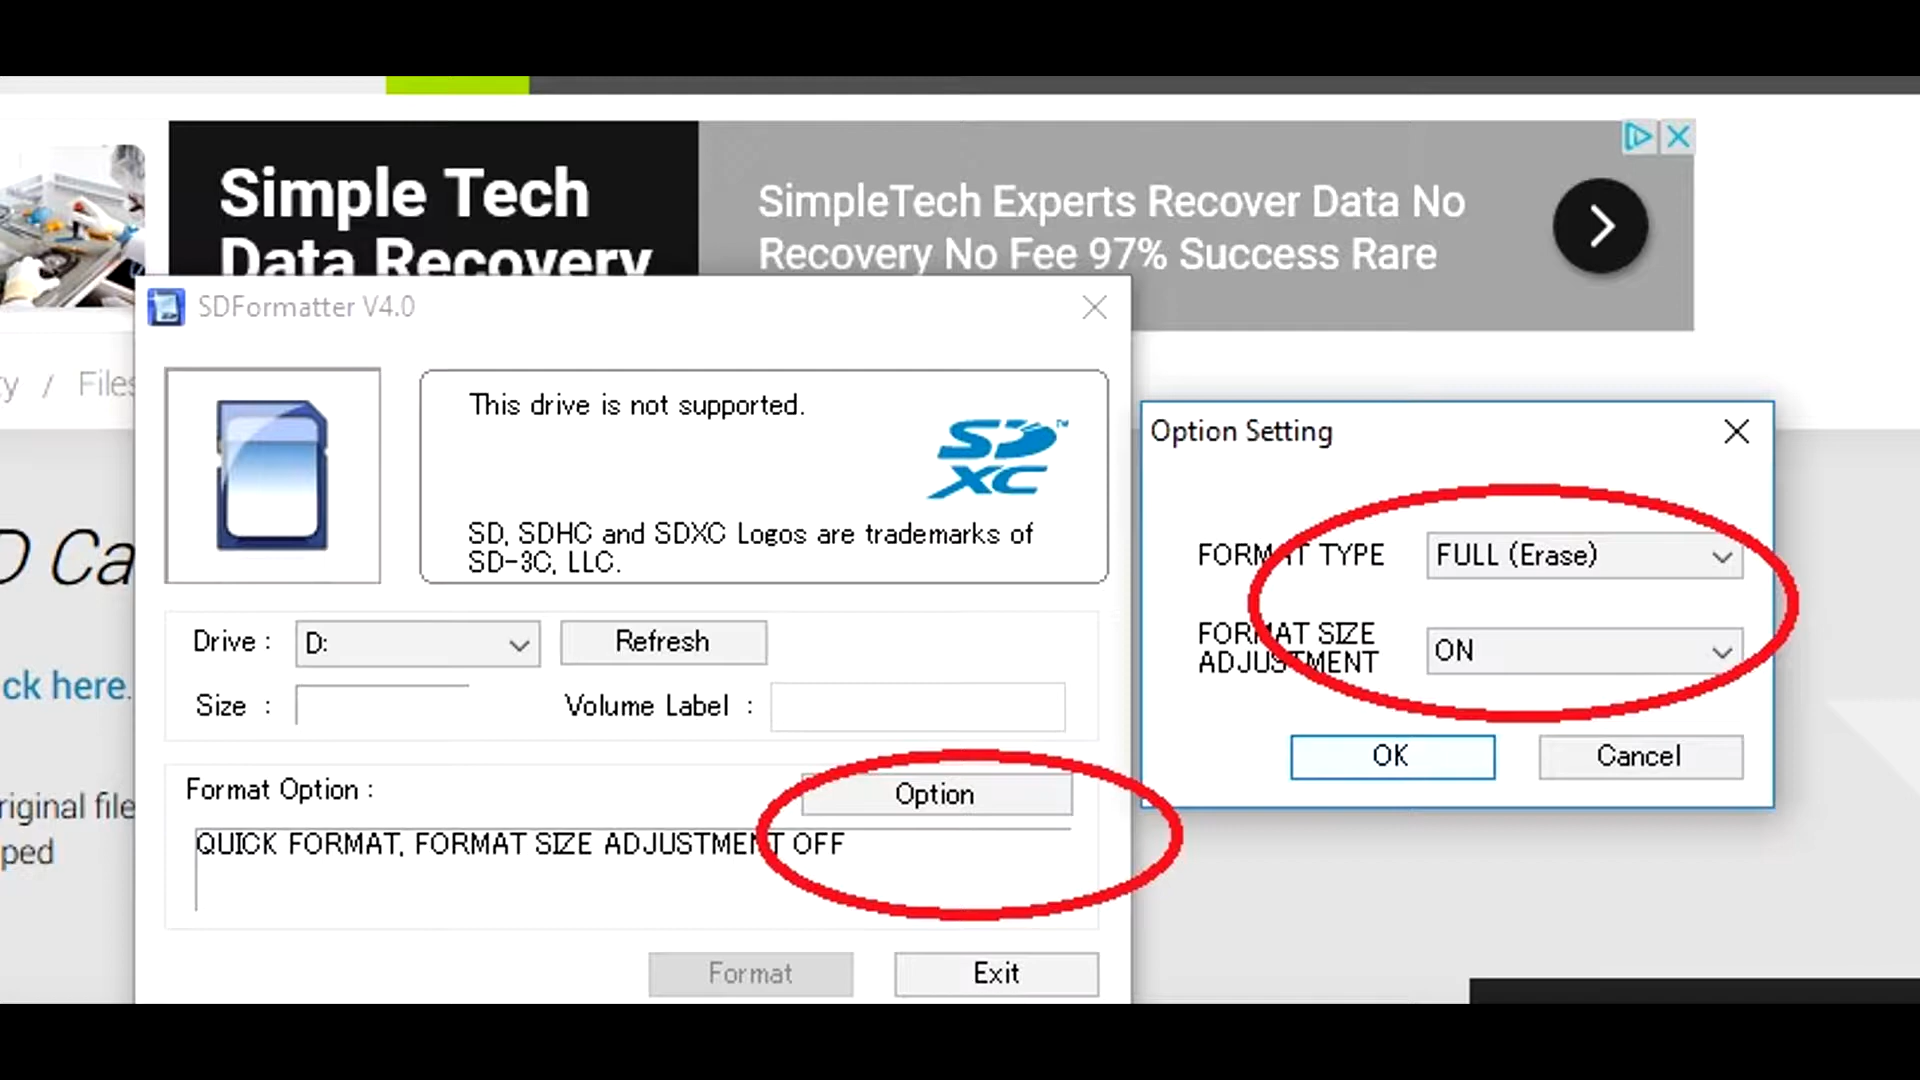 Simple Tech
Data Recovery
SimpleTech Experts Recover Data No
Recovery No Fee 97% Success Rare
SDFormatter V4.0
y / Files
This drive is not supported.
SD XC ™
SD, SDHC and SDXC Logos are trademarks of
SD-3C, LLC.
Option Setting
FORMAT TYPE FULL (Erase)
FORMAT SIZE
ADJUSTMENT ON
OK Cancel
D Ca
ck here.
Drive : D: Refresh
Size : Volume Label :
riginal file
ped
Format Option : Option
QUICK FORMAT, FORMAT SIZE ADJUSTMENT OFF
Format Exit